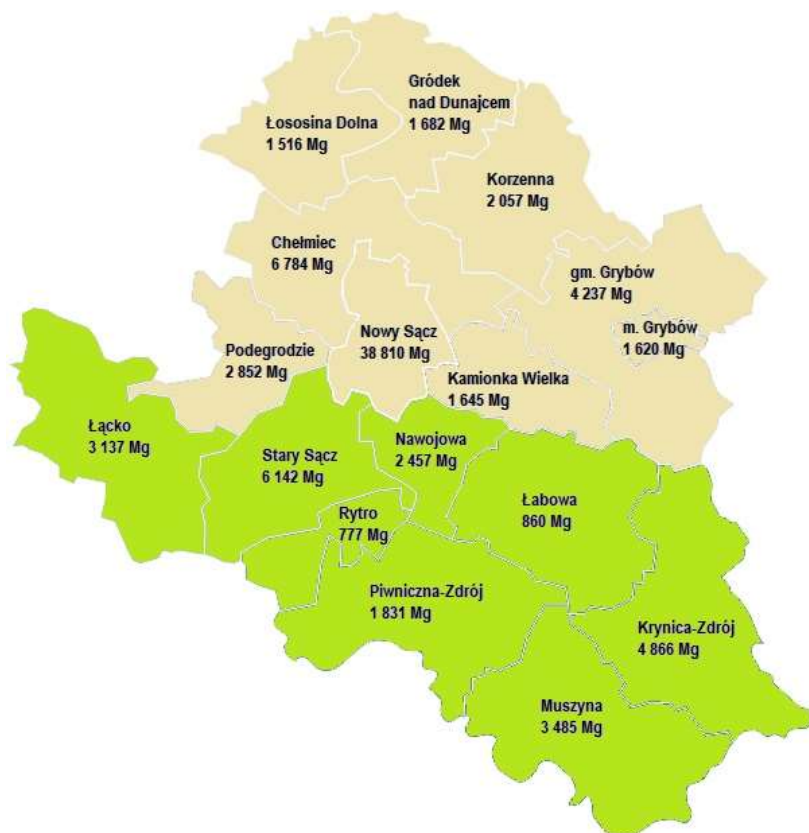 Gródek
nad Dunajcem
1 682 Mg
Łososina Dolna
1 516 Mg
Korzenna
2 057 Mg
Chełmiec
6 784 Mg
gm. Grybów
4 237 Mg
m. Grybów
1 620 Mg
Nowy Sącz
38 810 Mg
Podegrodzie
2 852 Mg
Kamionka Wielka
1 645 Mg
Łącko
3 137 Mg
Nawojowa
2 457 Mg
Stary Sącz
6 142 Mg
Łabowa
860 Mg
Rytro
777 Mg
Piwniczna-Zdrój
1 831 Mg
Krynica-Zdrój
4 866 Mg
Muszyna
3 485 Mg